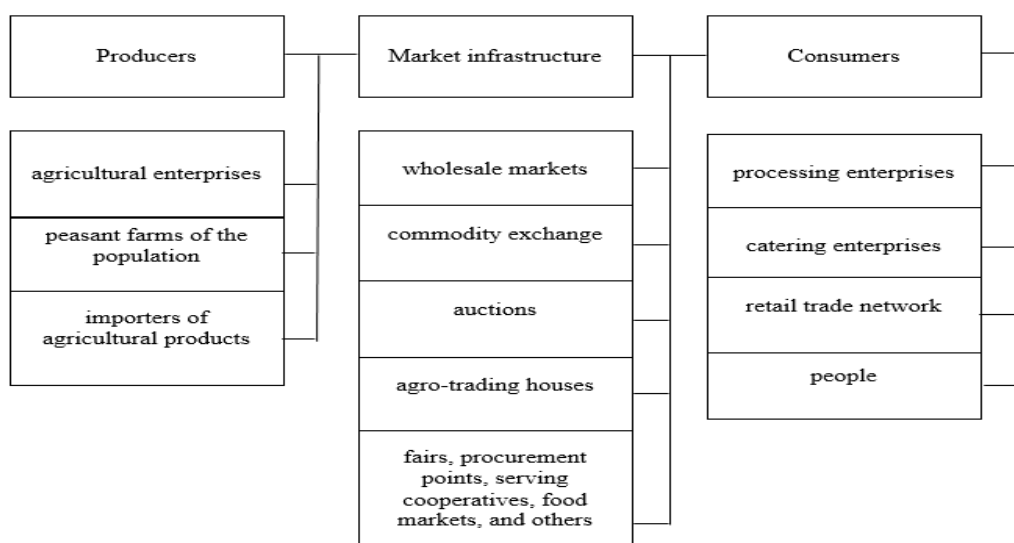 Producers
Market infrastructure
Consumers
agricultural enterprises
peasant farms of the
population
importers of
agricultural products
wholesale markets
commodity exchange
auctions
agro-trading houses
fairs, procurement
points, serving
cooperatives, food
markets, and others
processing enterprises
catering enterprises
retail trade network
people